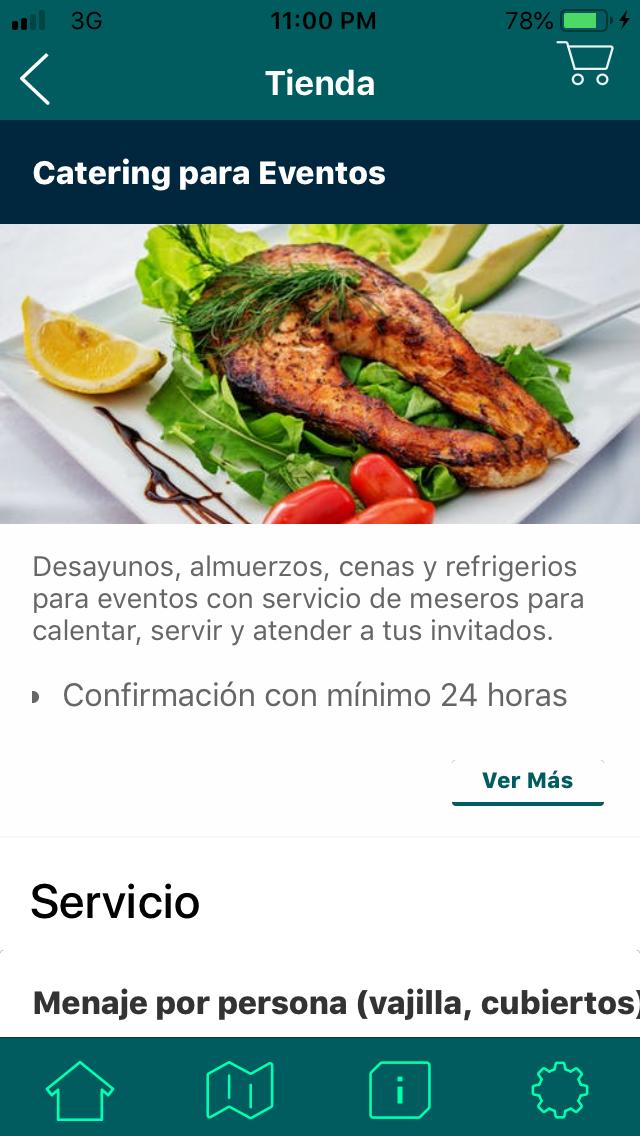 3G 11:00 PM 78%
Tienda
Catering para Eventos
Desayunos, almuerzos, cenas y refrigerios
para eventos con servicio de meseros para
calentar, servir y atender a tus invitados.
Confirmación con mínimo 24 horas
Ver Más
Servicio
Menaje por persona (vajilla, cubiertos)